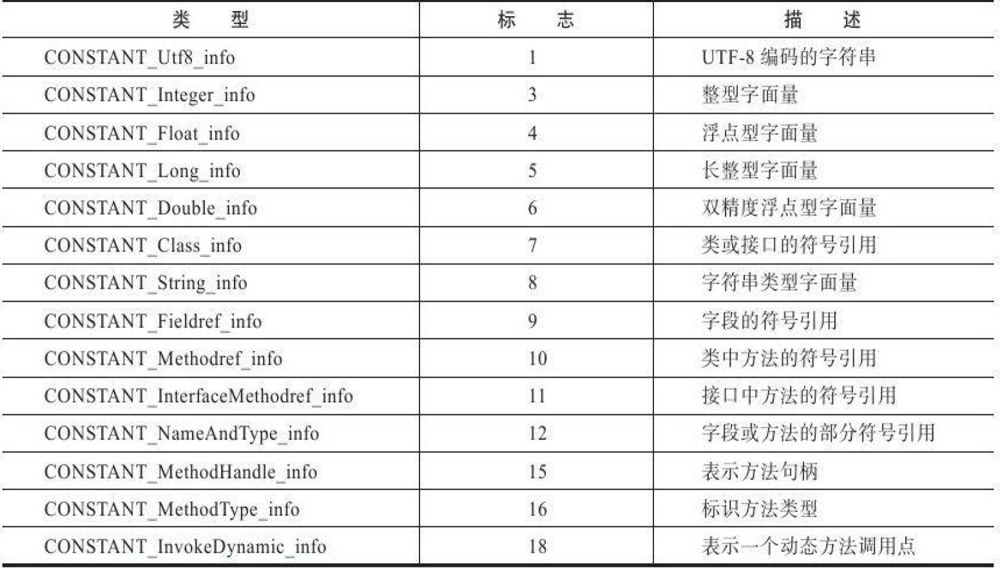 类 型 标 志 描 述
CONSTANT_Utf8_info 1 UTF-8 编码的字符串
CONSTANT_Integer_info 3 整型字面量
CONSTANT_Float_info 4 浮点型字面量
CONSTANT_Long_info 5 长整型字面量
CONSTANT_Double_info 6 双精度浮点型字面量
CONSTANT_Class_info 7 类或接口的符号引用
CONSTANT_String_info 8 字符串类型字面量
CONSTANT_Fieldref_info 9 字段的符号引用
CONSTANT_Methodref_info 10 类中方法的符号引用
CONSTANT_InterfaceMethodref_info 11 接口中方法的符号引用
CONSTANT_NameAndType_info 12 字段或方法的部分符号引用
CONSTANT_MethodHandle_info 15 表示方法句柄
CONSTANT_MethodType_info 16 标识方法类型
CONSTANT_InvokeDynamic_info 18 表示一个动态方法调用点